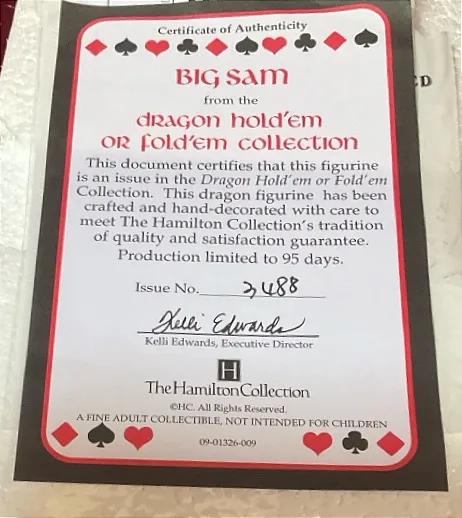 Certificate of Authenticity
BIG SAM
from the
dragon hold'em
or fold'em collection
This document certifies that this figurine
is an issue in the Dragon Hold'em or Fold'em
Collection. This dragon figurine has been
crafted and hand-decorated with care to
meet The Hamilton Collection's tradition
of quality and satisfaction guarantee.
Production limited to 95 days.
Issue No. 3488
Kelli Edwards
Kelli Edwards, Executive Director
H
The Hamilton Collection
©HC. All Rights Reserved.
A FINE ADULT COLLECTIBLE, NOT INTENDED FOR CHILDREN
09-01326-009